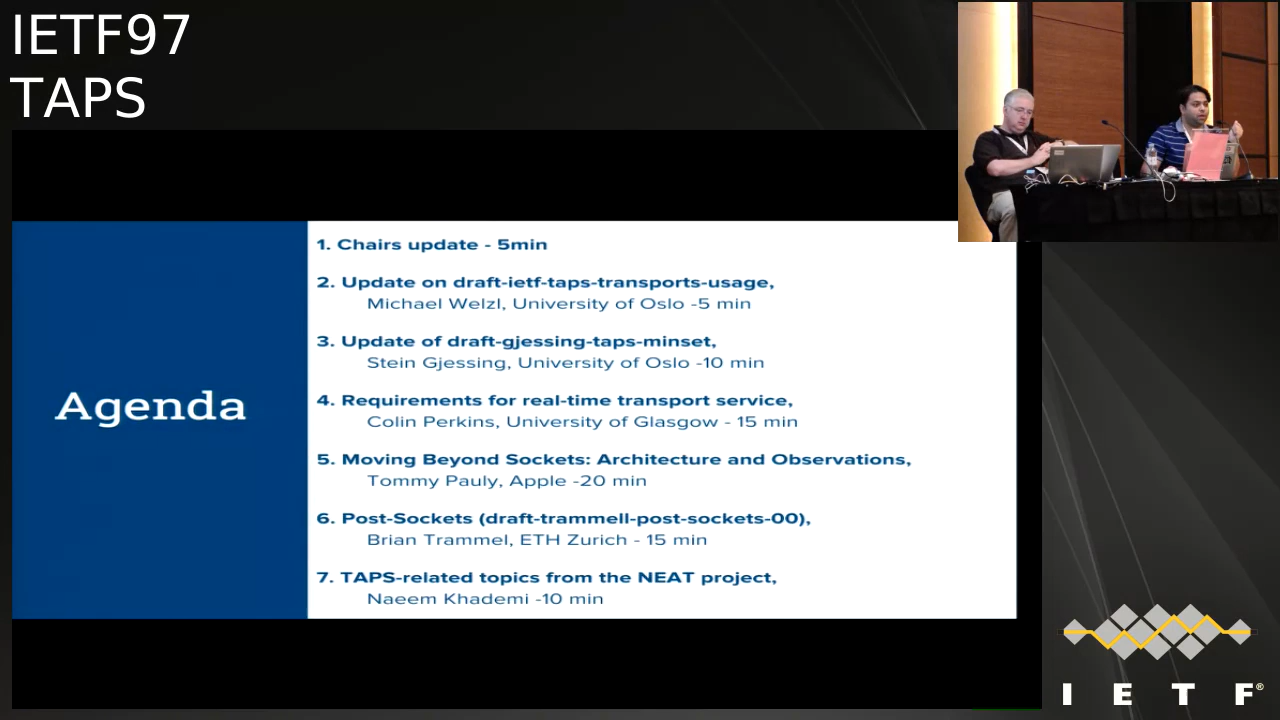 IETF97
TAPS
Agenda
1. Chairs update - 5min
2. Update on draft-ietf-taps-transports-usage,
Michael Welzl, University of Oslo -5 min
3. Update of draft-gjessing-taps-minset,
Stein Gjessing, University of Oslo -10 min
4. Requirements for real-time transport service,
Colin Perkins, University of Glasgow - 15 min
5. Moving Beyond Sockets: Architecture and Observations,
Tommy Pauly, Apple -20 min
6. Post-Sockets (draft-trammell-post-sockets-00),
Brian Trammel, ETH Zurich - 15 min
7. TAPS-related topics from the NEAT project,
Naeem Khademi -10 min
I E T F®